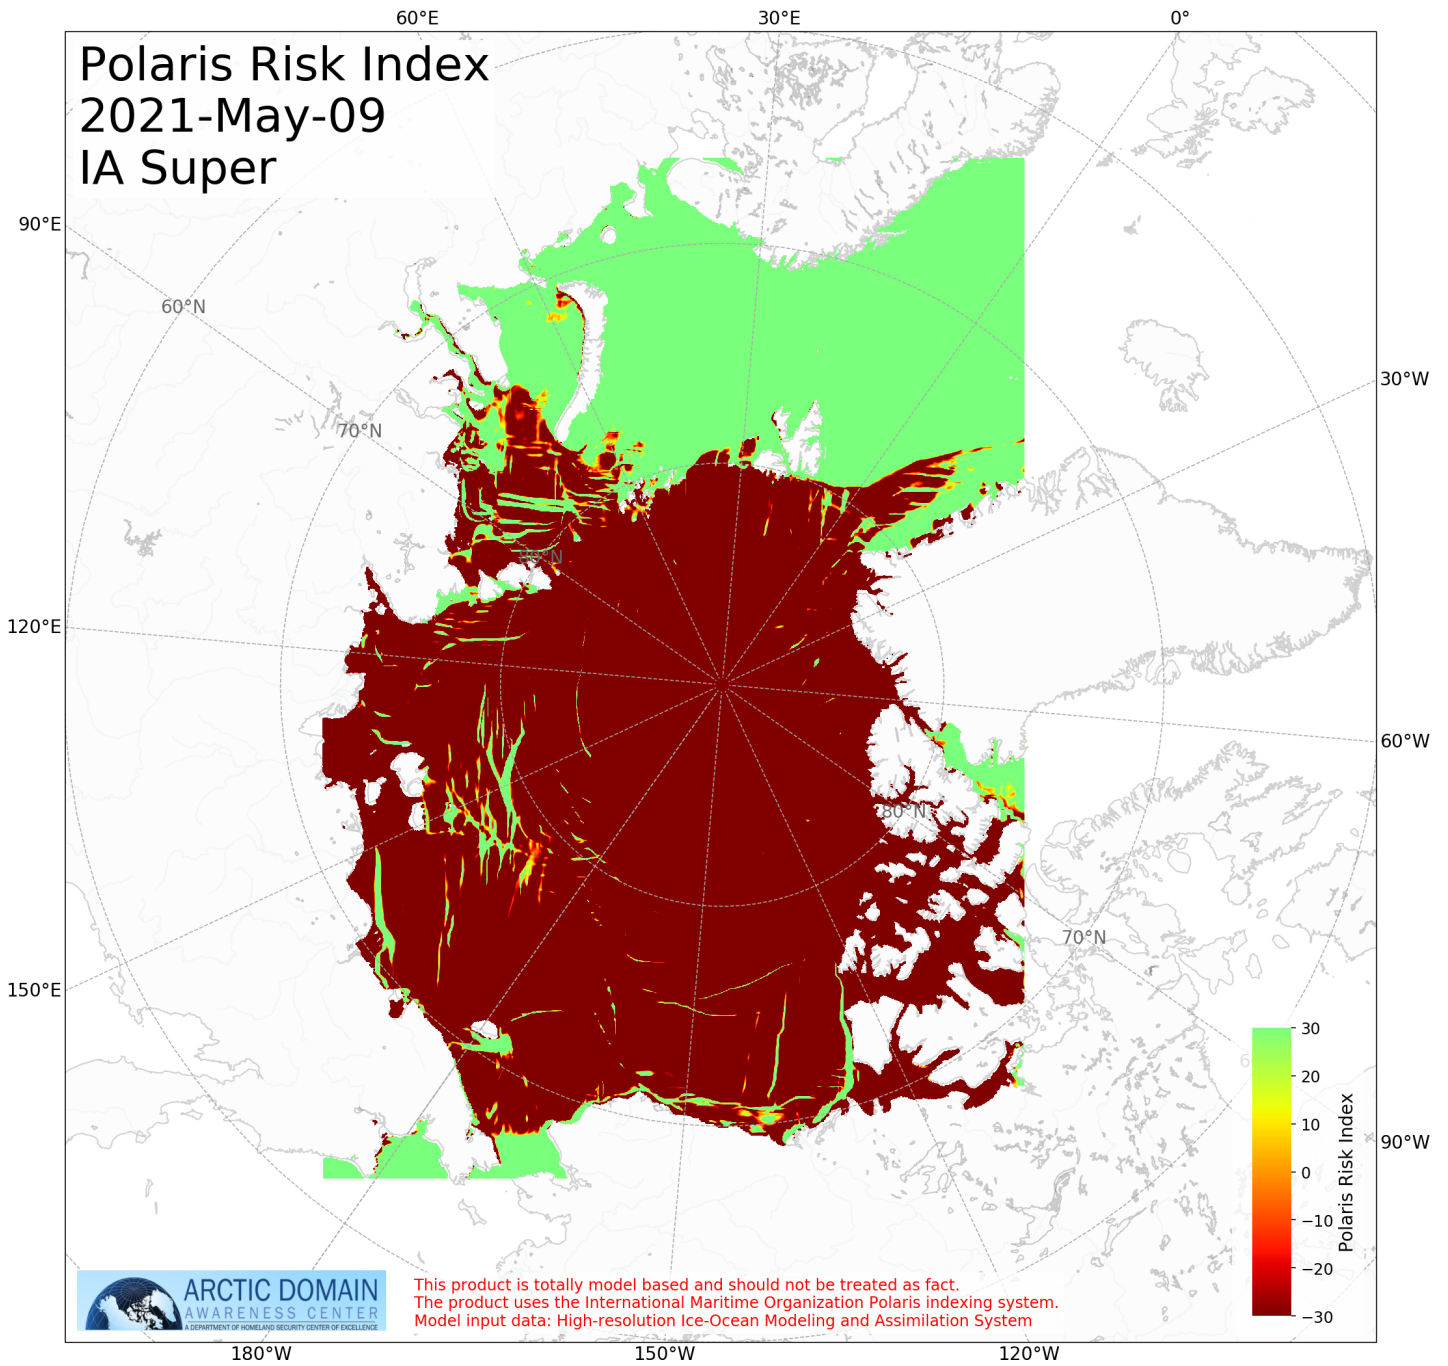 60°E
30°E
0°
Polaris Risk Index
2021-May-09
IA Super
90°E
60°N
30°W
70°N
80°N
120°E
60°W
80°N
70°N
150°E
30
20
10
0
−10
−20
−30
Polaris Risk Index
90°W
ARCTIC DOMAIN
AWARENESS CENTER
A DEPARTMENT OF HOMELAND SECURITY CENTER OF EXCELLENCE
This product is totally model based and should not be treated as fact.
The product uses the International Maritime Organization Polaris indexing system.
Model input data: High-resolution Ice-Ocean Modeling and Assimilation System
180°W
150°W
120°W